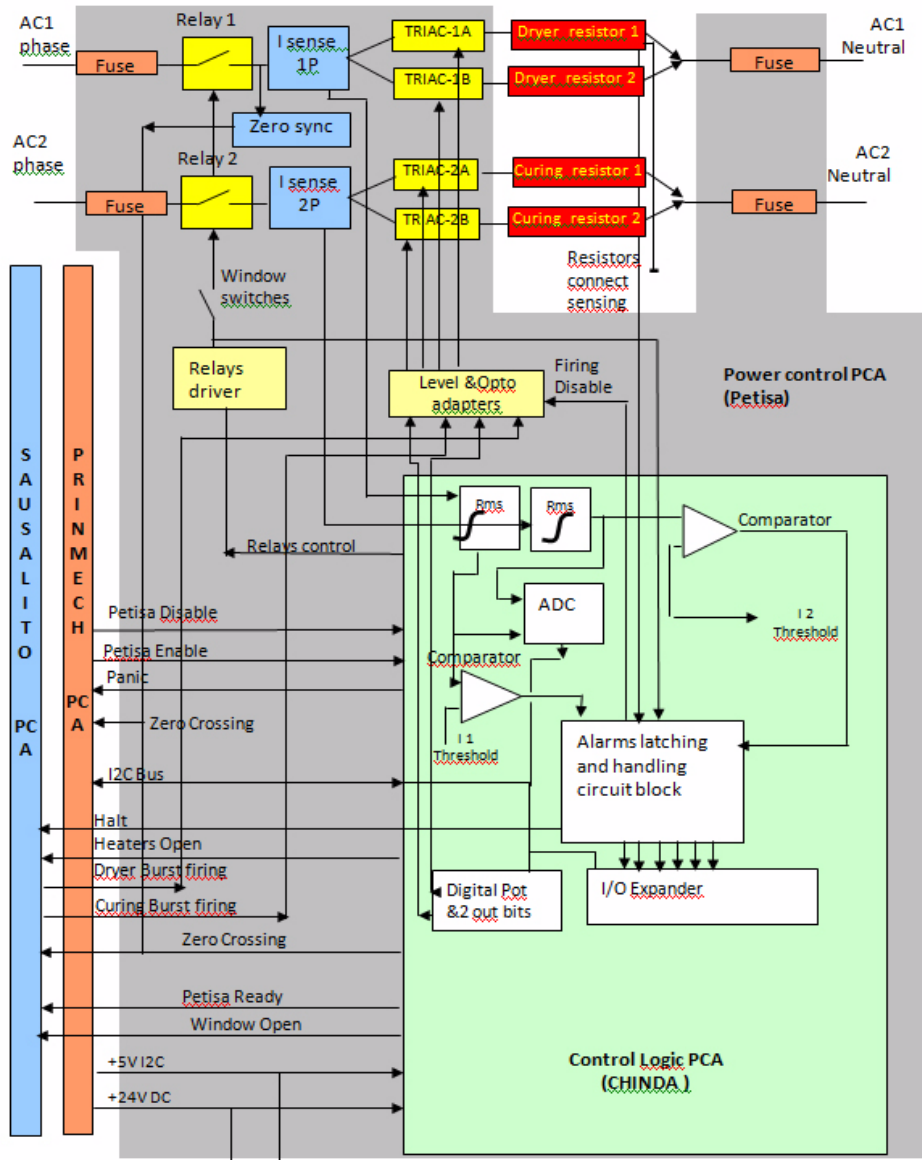 AC1
phase
Relay 1
Fuse
I sense
1P
TRIAC-1A
TRIAC-1B
Dryer resistor 1
Dryer resistor 2
Fuse
AC1
Neutral
Zero sync
AC2
phase
Relay 2
Fuse
I sense
2P
TRIAC-2A
TRIAC-2B
Curing resistor 1
Curing resistor 2
Fuse
AC2
Neutral
Window
switches
Resistors
connect
sensing
Relays
driver
Level &Opto
adapters
Firing
Disable
Power control PCA
(Petisa)
SAUSALITO PCA
PRINMECH PCA
Rms
Rms
Comparator
Relays control
ADC
I 2
Threshold
Petisa Disable
Petisa Enable
Panic
Zero Crossing
I2C Bus
Comparator
I 1
Threshold
Alarms latching
and handling
circuit block
Halt
Heaters Open
Dryer Burst firing
Curing Burst firing
Zero Crossing
Digital Pot
&2 out bits
I/O Expander
Petisa Ready
Window Open
+5V I2C
+24V DC
Control Logic PCA
(CHINDA )